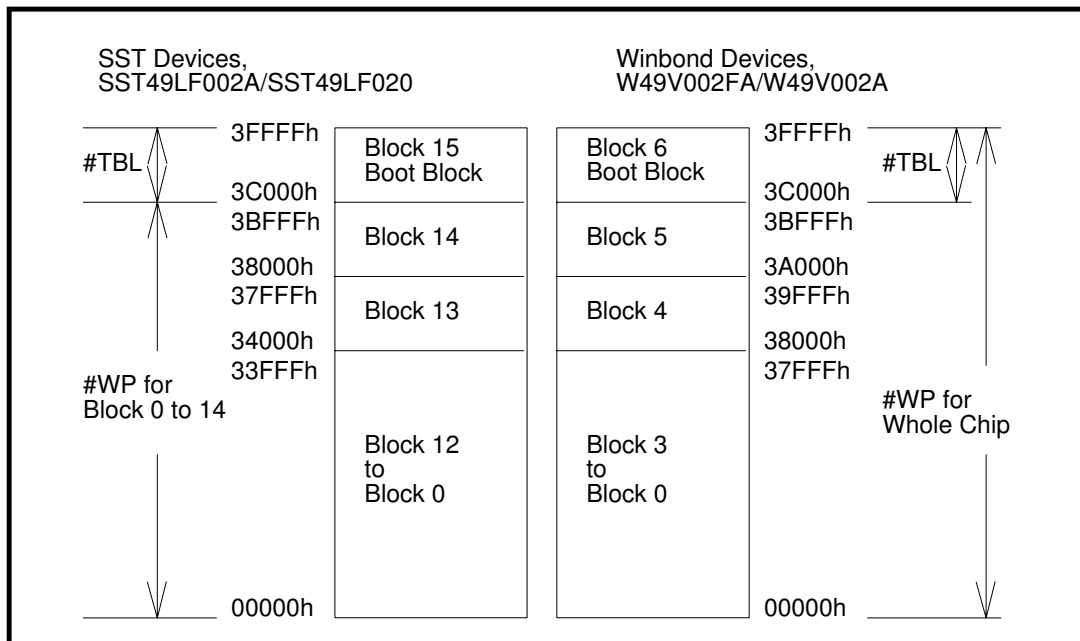 SST Devices,
SST49LF002A/SST49LF020
Winbond Devices,
W49V002FA/W49V002A
#TBL
3FFFFh
3C000h
3BFFFh
38000h
37FFFh
34000h
33FFFh
00000h
#WP for
Block 0 to 14
Block 15
Boot Block
Block 14
Block 13
Block 12
to
Block 0
Block 6
Boot Block
Block 5
Block 4
Block 3
to
Block 0
3FFFFh
3C000h
3BFFFh
3A000h
39FFFh
38000h
37FFFh
00000h
#TBL
#WP for
Whole Chip